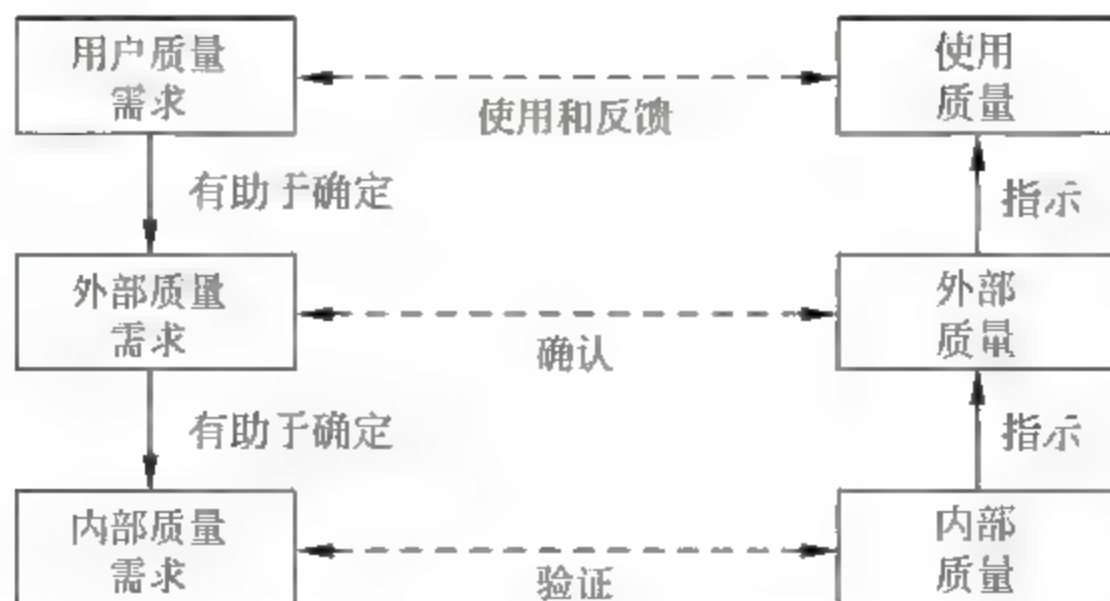 用户质量
需求
使用
质量
使用和反馈
有助于确定
指示
外部质量
需求
外部
质量
确认
有助于确定
指示
内部质量
需求
内部
质量
验证